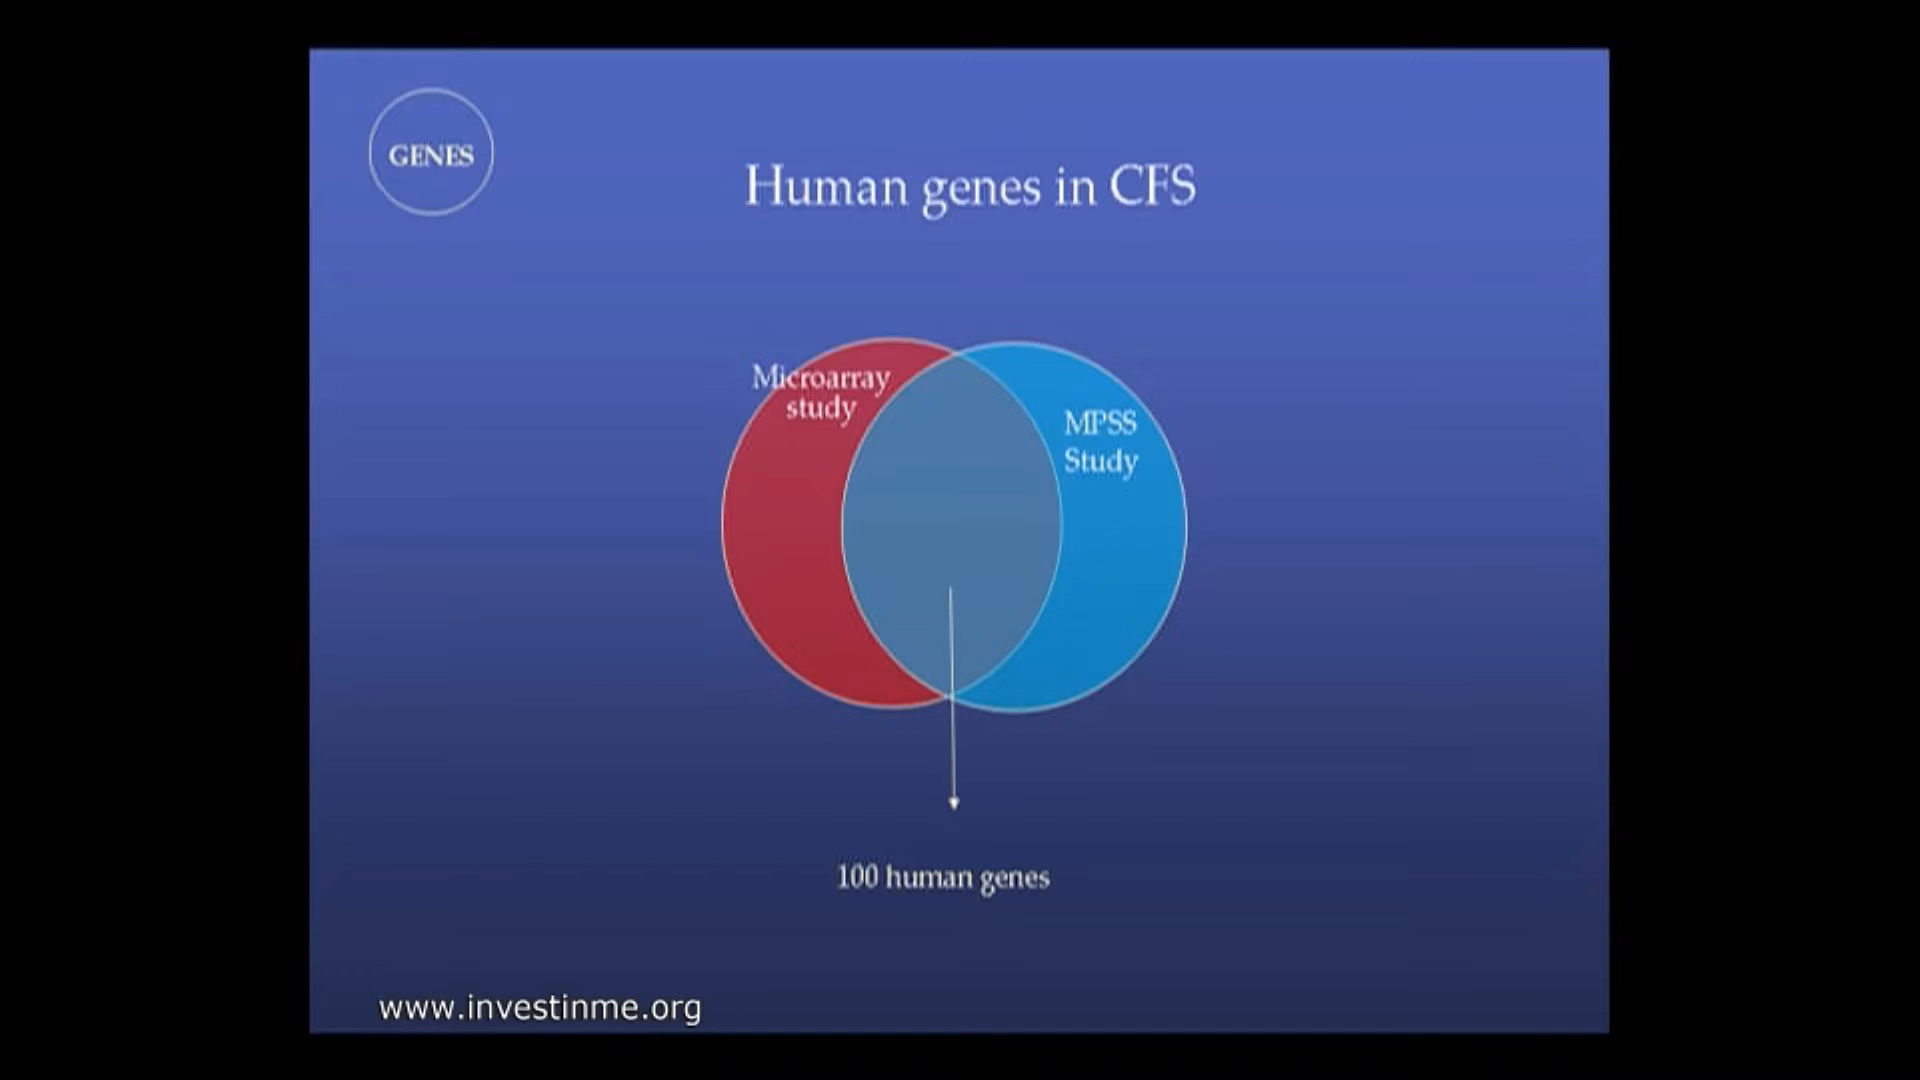 GENES
Human genes in CFS
Microarray
study
MPSS
Study
100 human genes
www.investinme.org